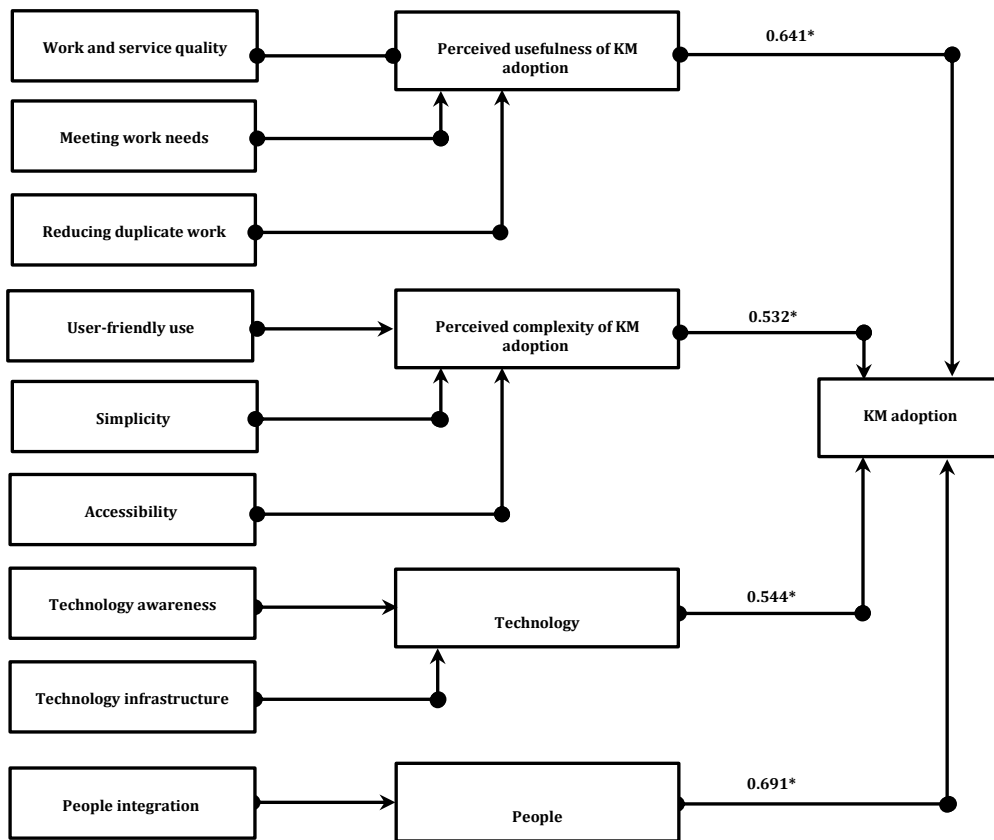 Work and service quality
Perceived usefulness of KM
adoption
0.641*
Meeting work needs
Reducing duplicate work
User-friendly use
Perceived complexity of KM
adoption
0.532*
Simplicity
KM adoption
Accessibility
Technology awareness
Technology
0.544*
Technology infrastructure
People integration
People
0.691*